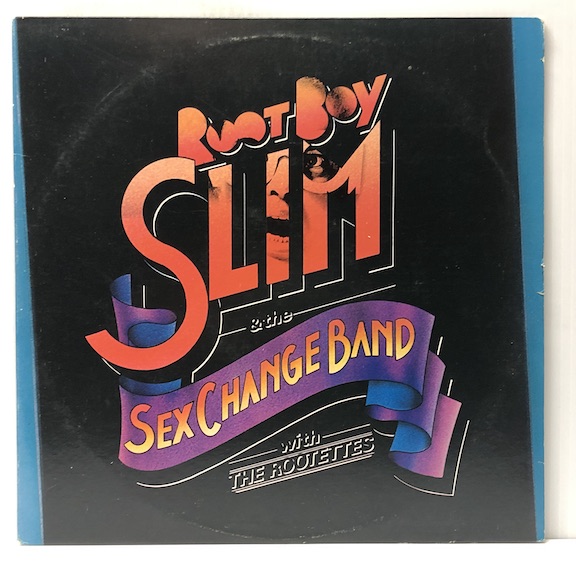 Root Boy
SLIM
& the
SEX CHANGE BAND
with
THE ROOTETTES